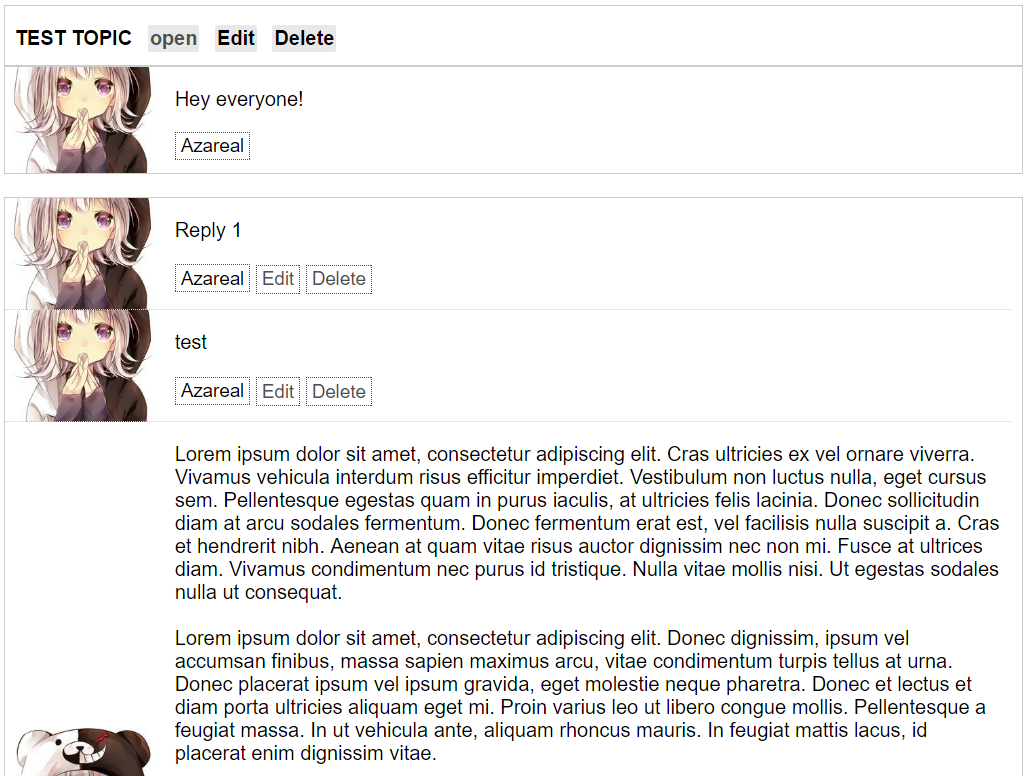 TEST TOPIC open Edit Delete
Hey everyone!
Azareal
Reply 1
Azareal Edit Delete
test
Azareal Edit Delete
Lorem ipsum dolor sit amet, consectetur adipiscing elit. Cras ultricies ex vel ornare viverra.
Vivamus vehicula interdum risus efficitur imperdiet. Vestibulum non luctus nulla, eget cursus
sem. Pellentesque egestas quam in purus iaculis, at ultricies felis lacinia. Donec sollicitudin
diam at arcu sodales fermentum. Donec fermentum erat est, vel facilisis nulla suscipit a. Cras
et hendrerit nibh. Aenean at quam vitae risus auctor dignissim nec non mi. Fusce at ultrices
diam. Vivamus condimentum nec purus id tristique. Nulla vitae mollis nisi. Ut egestas sodales
nulla ut consequat.
Lorem ipsum dolor sit amet, consectetur adipiscing elit. Donec dignissim, ipsum vel
accumsan finibus, massa sapien maximus arcu, vitae condimentum turpis tellus at urna.
Donec placerat ipsum vel ipsum gravida, eget molestie neque pharetra. Donec et lectus et
diam porta ultricies aliquam eget mi. Proin varius leo ut libero congue mollis. Pellentesque a
feugiat massa. In ut vehicula ante, aliquam rhoncus mauris. In feugiat mattis lacus, id
placerat enim dignissim vitae.